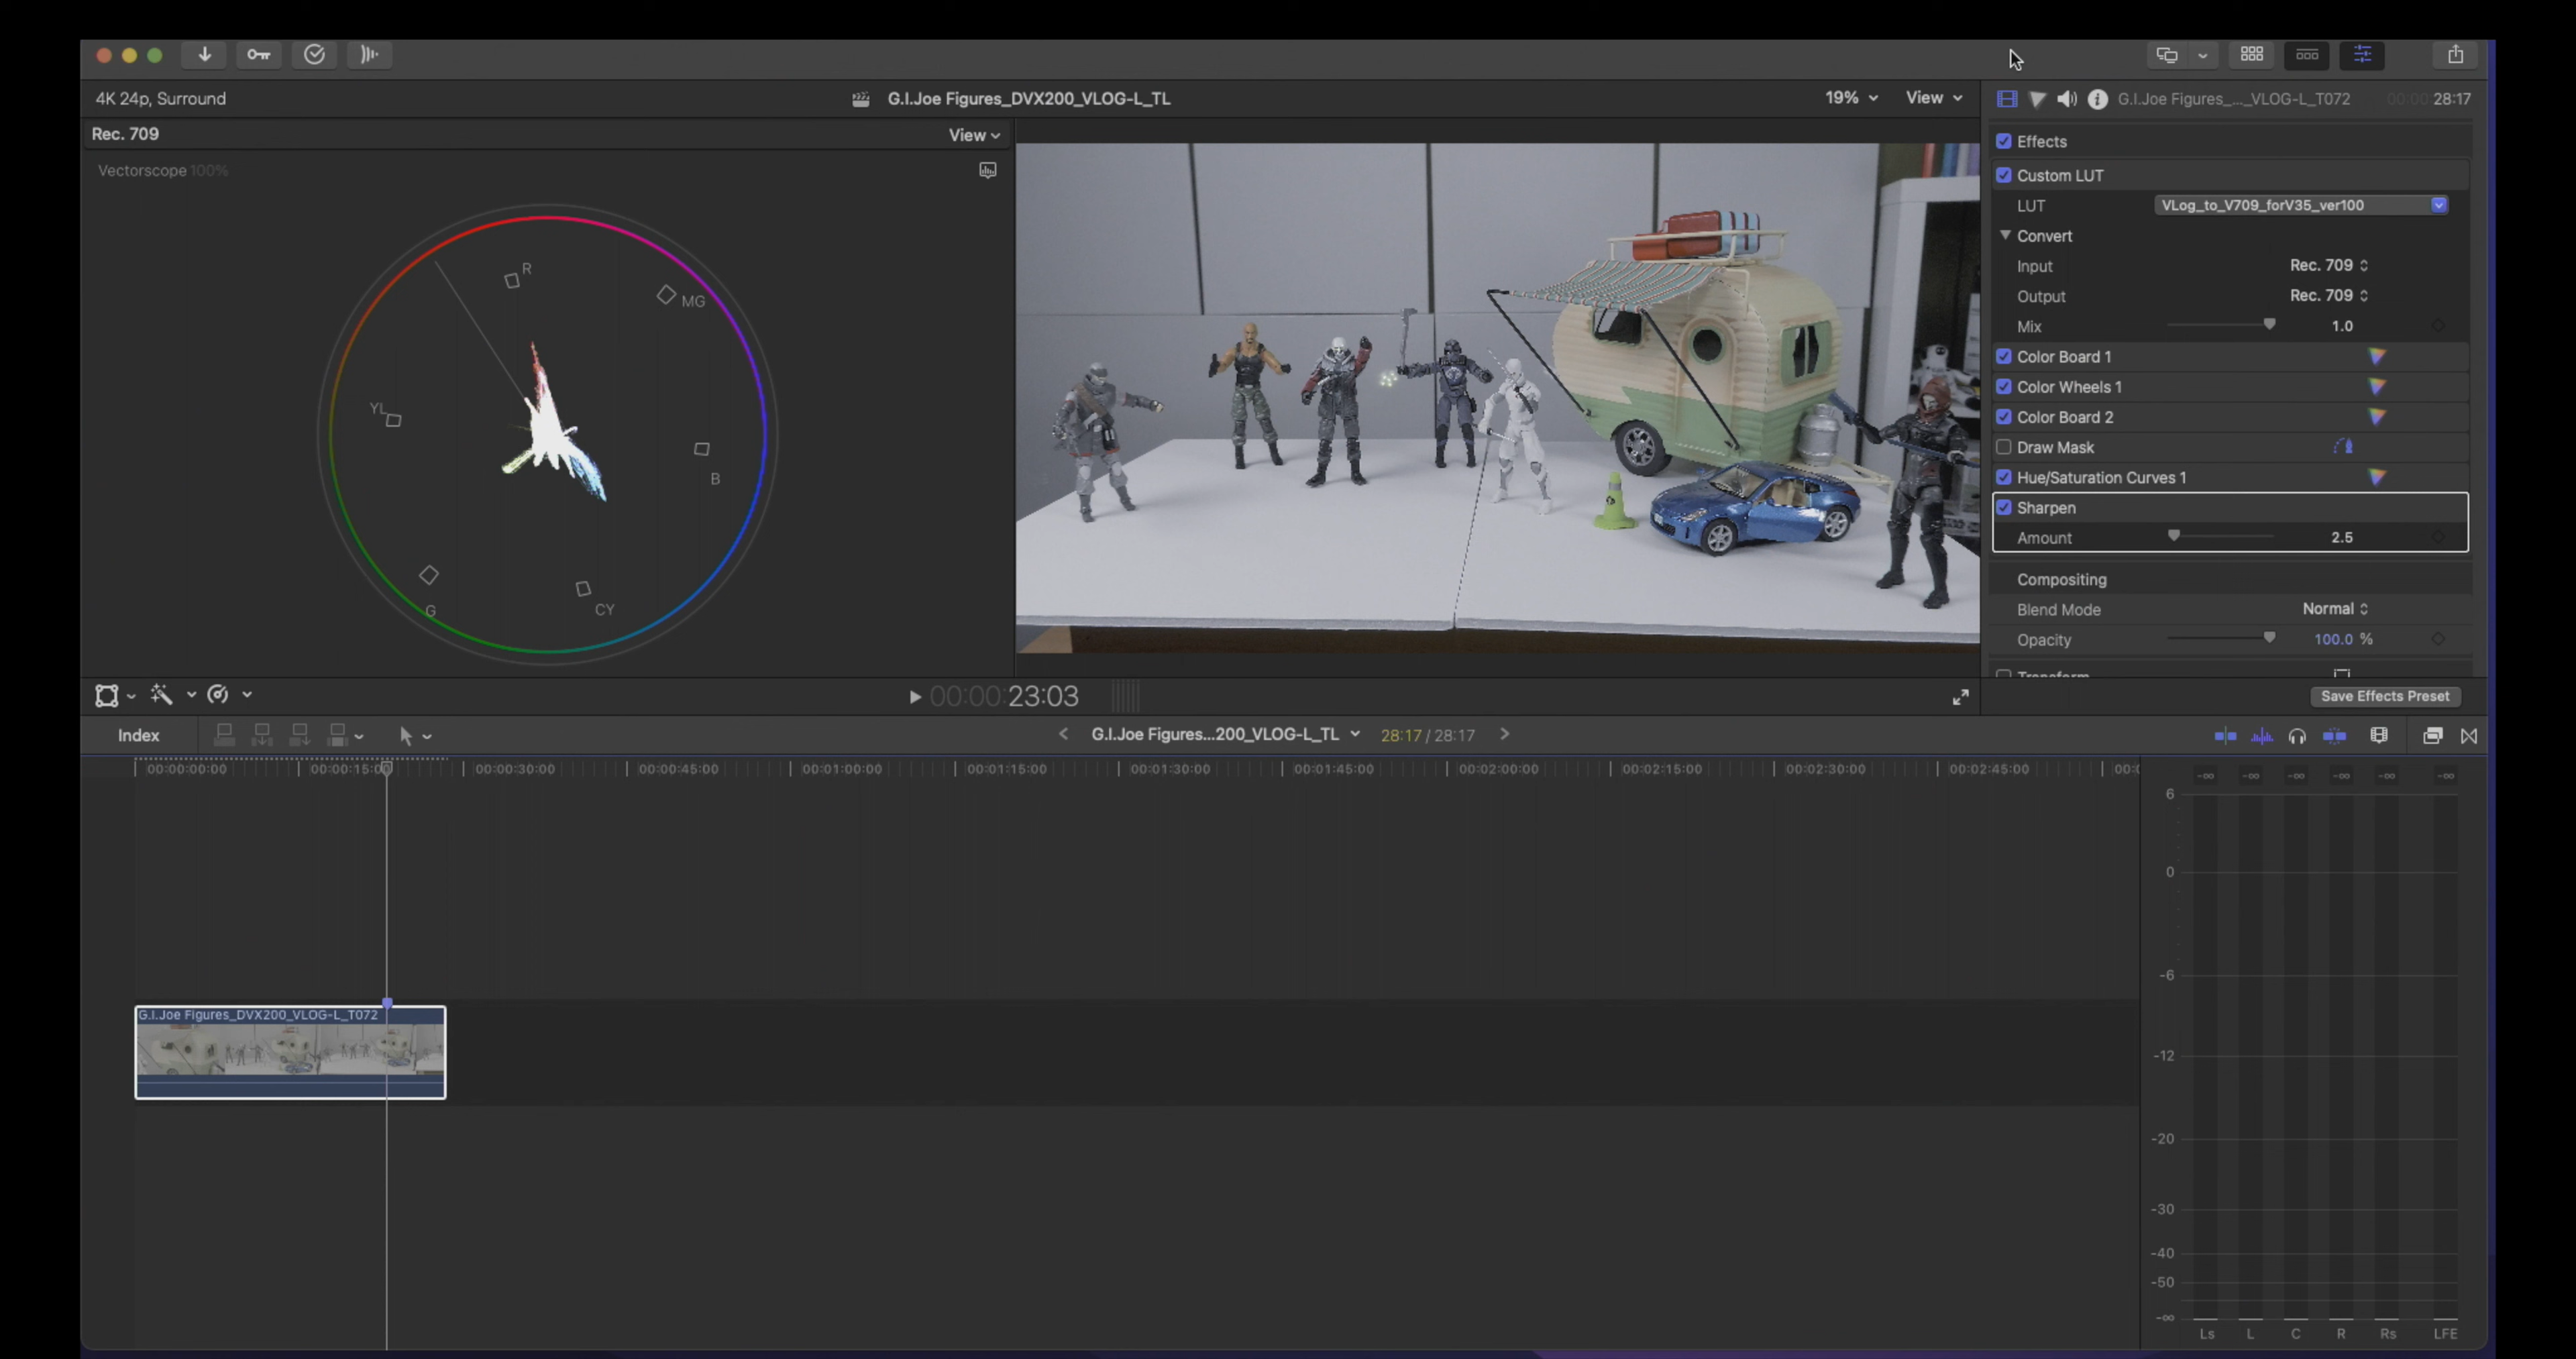 4K 24p, Surround
G.I.Joe Figures_DVX200_VLOG-L_TL
19%
View
G.I.Joe Figures_..._VLOG-L_T072
00:00:28:17
Rec. 709
View
Vectorscope 100%
R
MG
YL
B
G
CY
Effects
Custom LUT
LUT
VLog_to_V709_forV35_ver100
Convert
Input
Rec. 709
Output
Rec. 709
Mix
1.0
Color Board 1
Color Wheels 1
Color Board 2
Draw Mask
Hue/Saturation Curves 1
Sharpen
Amount
2.5
Compositing
Blend Mode
Normal
Opacity
100.0 %
Transform
00:00:23:03
Save Effects Preset
Index
G.I.Joe Figures...200_VLOG-L_TL
28:17 / 28:17
00:00:00:00
00:00:15:00
00:00:30:00
00:00:45:00
00:01:00:00
00:01:15:00
00:01:30:00
00:01:45:00
00:02:00:00
00:02:15:00
00:02:30:00
00:02:45:00
-∞ -∞ -∞ -∞ -∞ -∞
6
0
-6
G.I.Joe Figures_DVX200_VLOG-L_T072
-12
-20
-30
-40
-50
-∞
Ls L C R Rs LFE